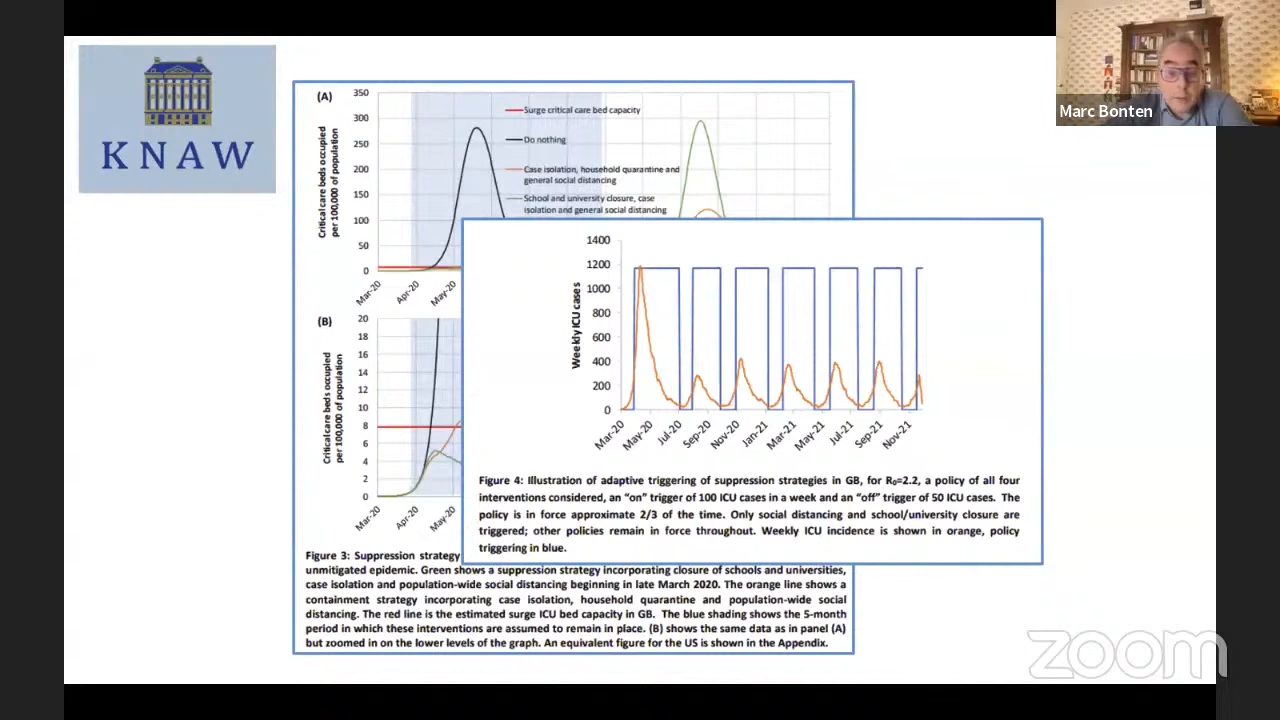 KNAW
(A)
350
300
250
200
150
100
50
0
Critical care beds occupied
per 100,000 of population
Surge critical care bed capacity
Do nothing
Case isolation, household quarantine and
general social distancing
School and university closure, case
isolation and general social distancing
Mar-20
Apr-20
May-20
(B)
20
18
16
14
12
10
8
6
4
2
0
Critical care beds occupied
per 100,000 of population
Mar-20
Apr-20
May-20
Figure 3: Suppression strategy
unmitigated epidemic. Green shows a suppression strategy incorporating closure of schools and universities,
case isolation and population-wide social distancing beginning in late March 2020. The orange line shows a
containment strategy incorporating case isolation, household quarantine and population-wide social
distancing. The red line is the estimated surge ICU bed capacity in GB. The blue shading shows the 5-month
period in which these interventions are assumed to remain in place. (B) shows the same data as in panel (A)
but zoomed in on the lower levels of the graph. An equivalent figure for the US is shown in the Appendix.
1400
1200
1000
800
600
400
200
0
Weekly ICU cases
Mar-20
May-20
Jul-20
Sep-20
Nov-20
Jan-21
Mar-21
May-21
Jul-21
Sep-21
Nov-21
Figure 4: Illustration of adaptive triggering of suppression strategies in GB, for R₀=2.2, a policy of all four
interventions considered, an “on” trigger of 100 ICU cases in a week and an “off” trigger of 50 ICU cases. The
policy is in force approximate 2/3 of the time. Only social distancing and school/university closure are
triggered; other policies remain in force throughout. Weekly ICU incidence is shown in orange, policy
triggering in blue.
Marc Bonten
zoom